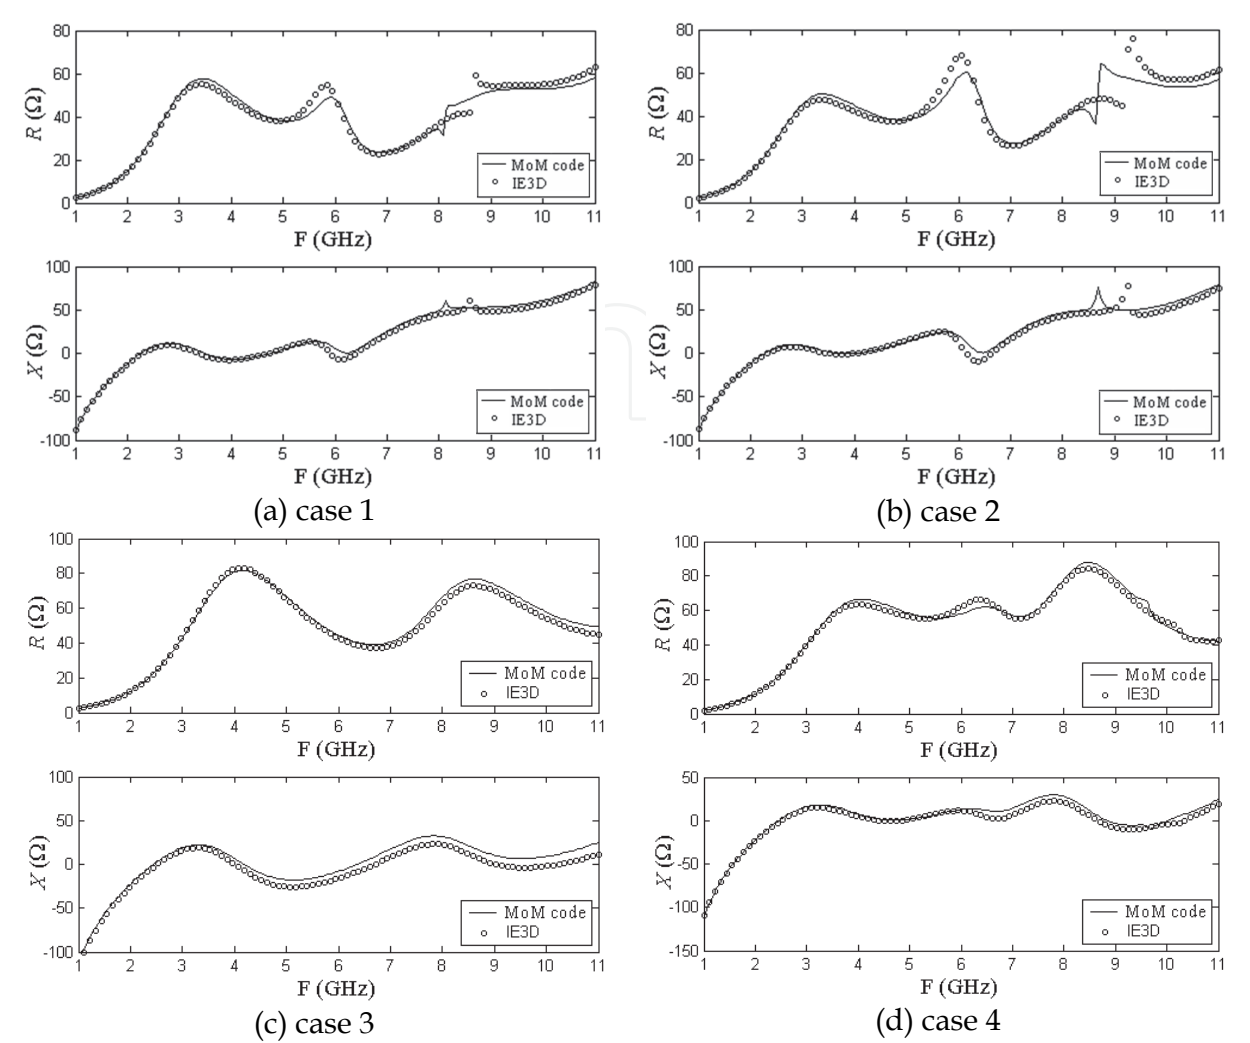 80
60
40
20
0
R (Ω)
MoM code
IE3D
1 2 3 4 5 6 7 8 9 10 11
F (GHz)
100
50
0
-50
-100
X (Ω)
MoM code
IE3D
1 2 3 4 5 6 7 8 9 10 11
F (GHz)
(a) case 1
80
60
40
20
0
R (Ω)
MoM code
IE3D
1 2 3 4 5 6 7 8 9 10 11
F (GHz)
100
50
0
-50
-100
X (Ω)
MoM code
IE3D
1 2 3 4 5 6 7 8 9 10 11
F (GHz)
(b) case 2
100
80
60
40
20
0
R (Ω)
MoM code
IE3D
1 2 3 4 5 6 7 8 9 10 11
F (GHz)
100
50
0
-50
-100
X (Ω)
MoM code
IE3D
1 2 3 4 5 6 7 8 9 10 11
F (GHz)
(c) case 3
100
80
60
40
20
0
R (Ω)
MoM code
IE3D
1 2 3 4 5 6 7 8 9 10 11
F (GHz)
50
0
-50
-100
-150
X (Ω)
MoM code
IE3D
1 2 3 4 5 6 7 8 9 10 11
F (GHz)
(d) case 4